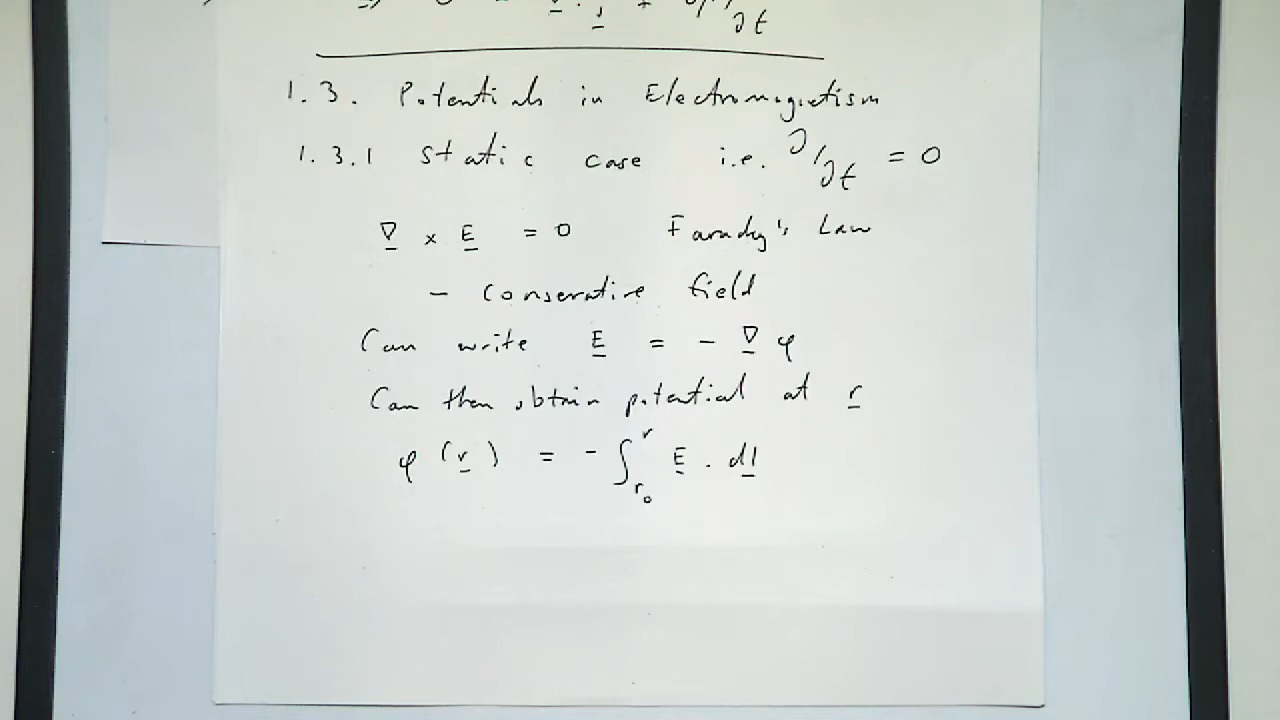 => 0 = ∇ . j + ∂ρ/∂t
1.3. Potentials in Electromagnetism
1.3.1 Static case i.e. ∂/∂t = 0
∇ × E = 0 Faraday's Law
- Conservative field
Can write E = - ∇ φ
Can then obtain potential at r
φ (r) = - ∫_{r₀}^{r} E . dl